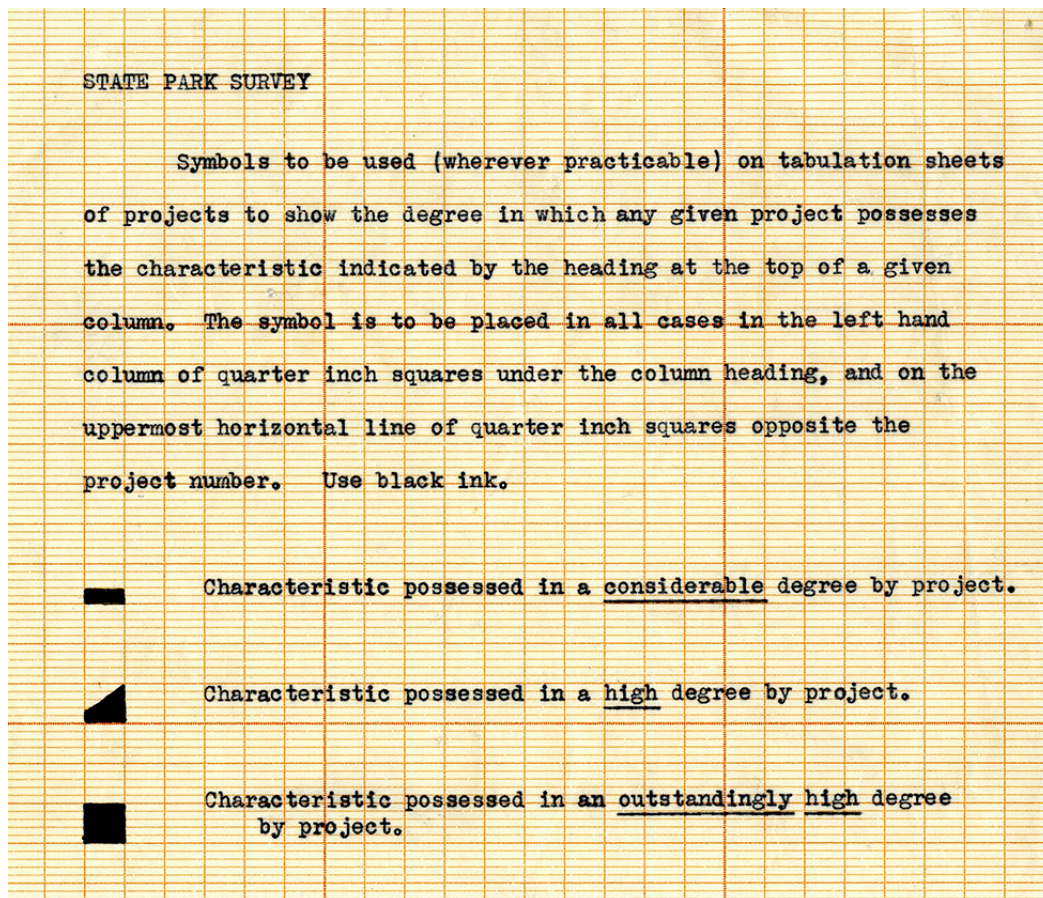 STATE PARK SURVEY
Symbols to be used (wherever practicable) on tabulation sheets
of projects to show the degree in which any given project possesses
the characteristic indicated by the heading at the top of a given
column. The symbol is to be placed in all cases in the left hand
column of quarter inch squares under the column heading, and on the
uppermost horizontal line of quarter inch squares opposite the
project number. Use black ink.
Characteristic possessed in a considerable degree by project.
Characteristic possessed in a high degree by project.
Characteristic possessed in an outstandingly high degree
by project.